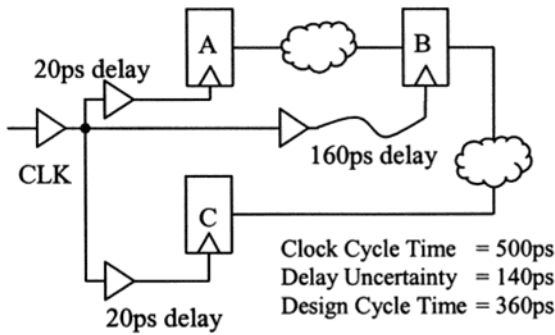 A
B
20ps delay
CLK
160ps delay
C
20ps delay
Clock Cycle Time = 500ps
Delay Uncertainty = 140ps
Design Cycle Time = 360ps